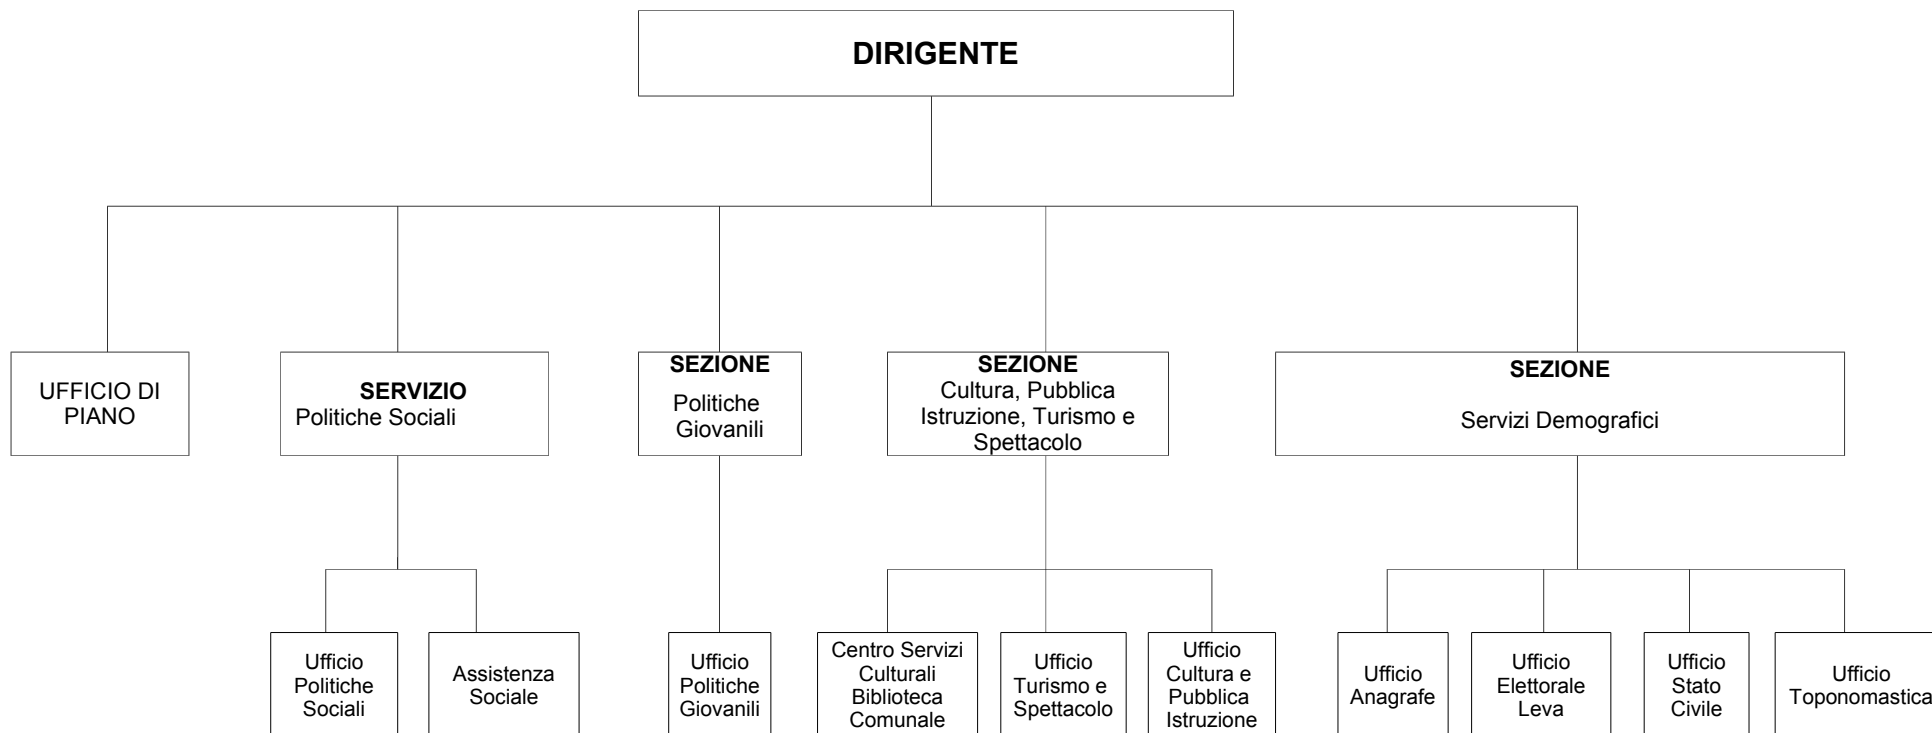 DIRIGENTE
UFFICIO DI
PIANO
SERVIZIO
Politiche Sociali
SEZIONE
Politiche
Giovanili
SEZIONE
Cultura, Pubblica
Istruzione, Turismo e
Spettacolo
SEZIONE
Servizi Demografici
Ufficio
Politiche
Sociali
Assistenza
Sociale
Ufficio
Politiche
Giovanili
Centro Servizi
Culturali
Biblioteca
Comunale
Ufficio
Turismo e
Spettacolo
Ufficio
Cultura e
Pubblica
Istruzione
Ufficio
Anagrafe
Ufficio
Elettorale
Leva
Ufficio
Stato
Civile
Ufficio
Toponomastica